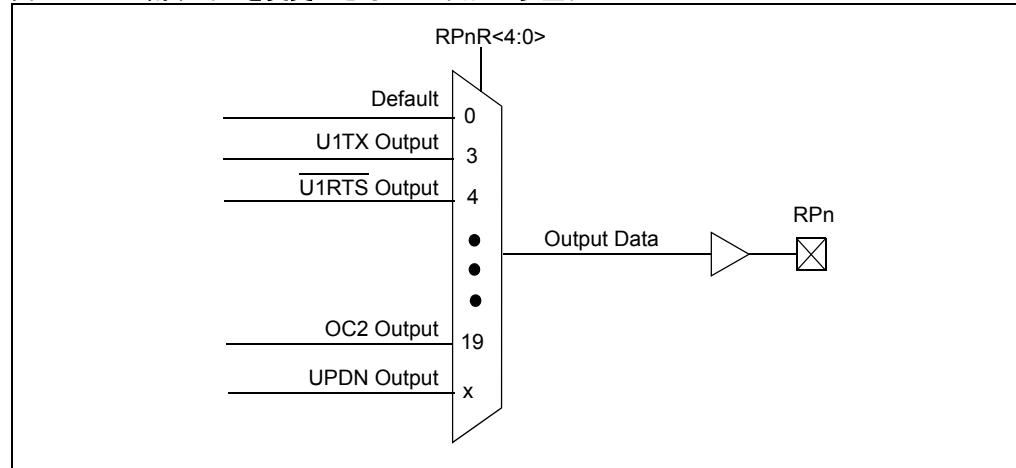 RPnR<4:0>
Default
0
U1TX Output
3
U1RTS Output
4
RPn
Output Data
OC2 Output
19
UPDN Output
x